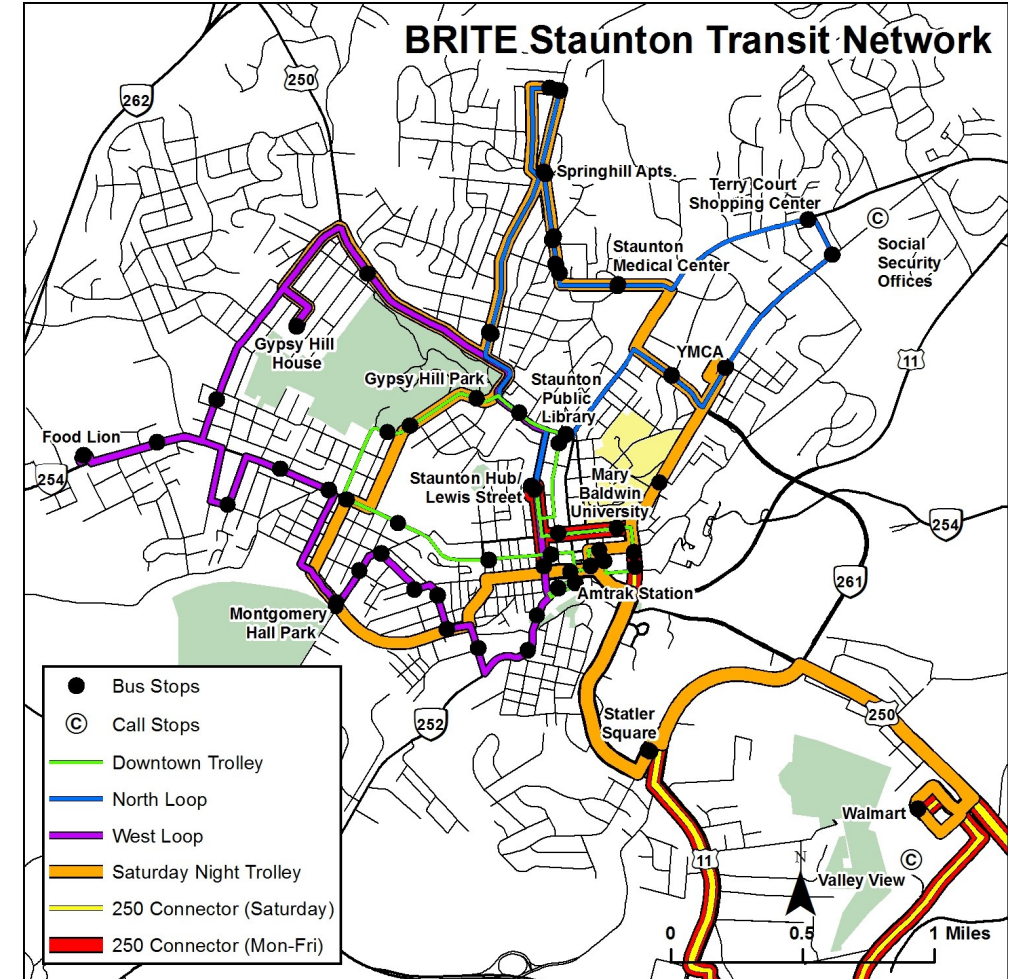 BRITE Staunton Transit Network
262
250
Springhill Apts.
Terry Court
Shopping Center
©
Social
Security
Offices
Staunton
Medical Center
11
Gypsy Hill
House
YMCA
Gypsy Hill Park
Staunton
Public
Library
Food Lion
254
Staunton Hub/
Lewis Street
Mary
Baldwin
University
254
261
Amtrak Station
Montgomery
Hall Park
252
Statler
Square
250
Walmart
11
©
Valley View
N
0
0.5
1 Miles
Bus Stops
© Call Stops
Downtown Trolley
North Loop
West Loop
Saturday Night Trolley
250 Connector (Saturday)
250 Connector (Mon-Fri)